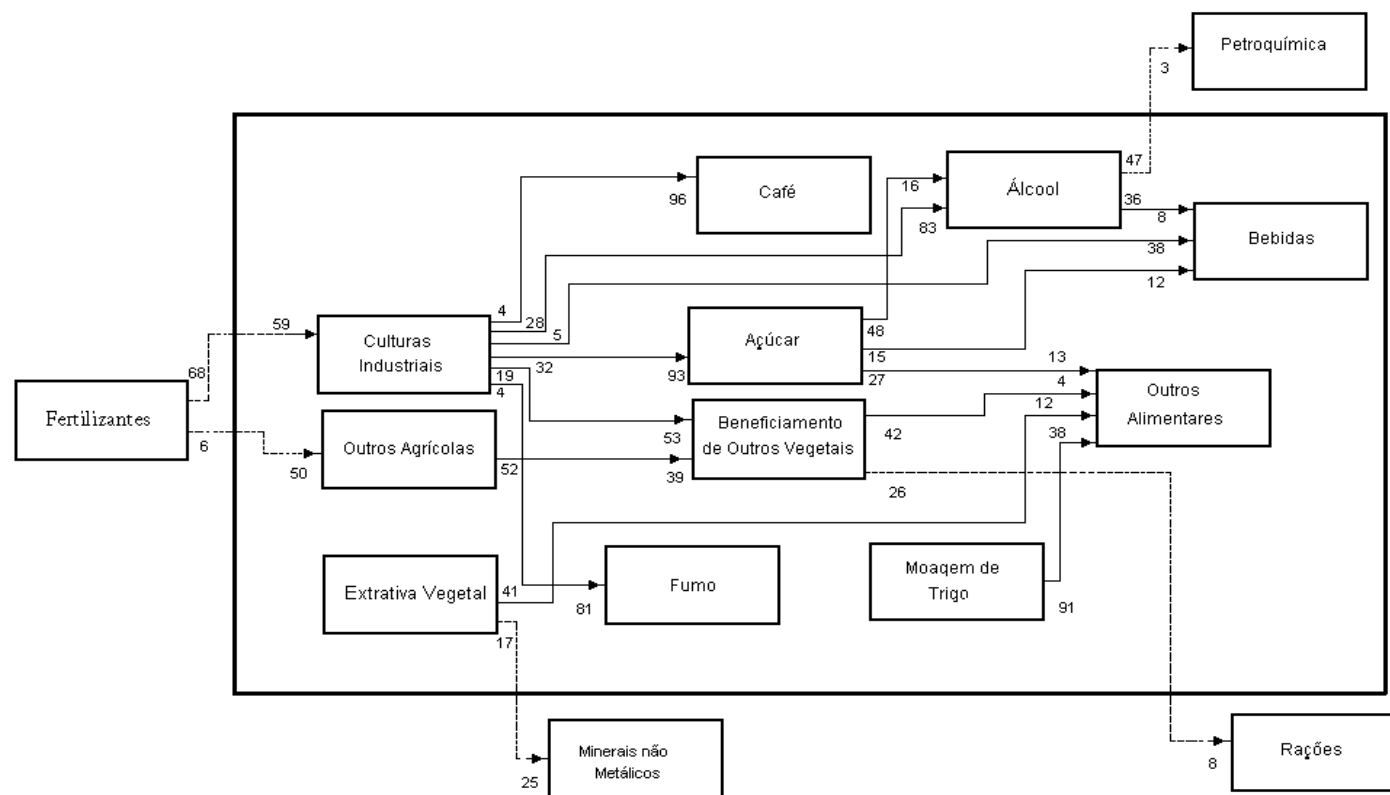 Petroquímica
3
47
16
Álcool
Café
96
36
8
83
Bebidas
38
12
4
28
5
59
Culturas
Industriais
Açúcar
48
15
13
32
93
27
68
19
4
4
Outros
Alimentares
12
Fertilizantes
Beneficiamento
de Outros Vegetais
53
42
38
6
Outros Agrícolas
50
52
39
26
Moagem de
Trigo
Extrativa Vegetal
41
Fumo
81
91
17
Minerais não
Metálicos
25
Rações
8